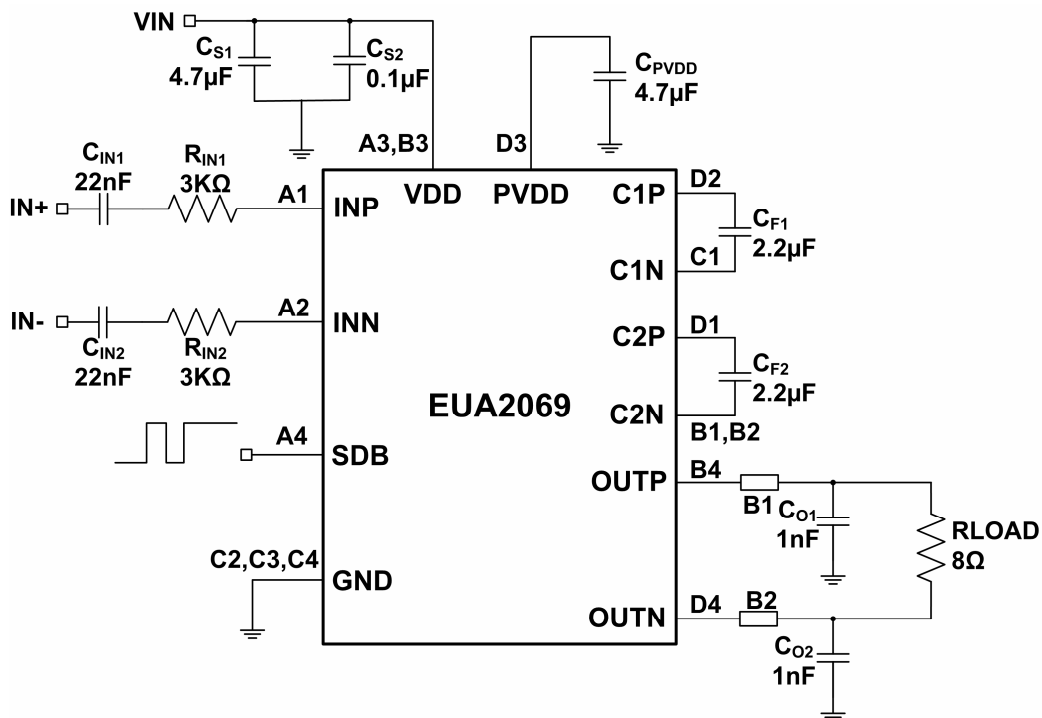 VIN
CS1
4.7µF
CS2
0.1µF
CPVDD
4.7µF
A3,B3
D3
CIN1
22nF
RIN1
3KΩ
IN+
A1
INP
VDD
PVDD
C1P
D2
CF1
2.2µF
C1N
C1
IN-
A2
INN
CIN2
22nF
RIN2
3KΩ
C2P
D1
CF2
2.2µF
EUA2069
C2N
B1,B2
A4
SDB
OUTP
B4
B1
CO1
1nF
RLOAD
8Ω
C2,C3,C4
GND
OUTN
D4
B2
CO2
1nF